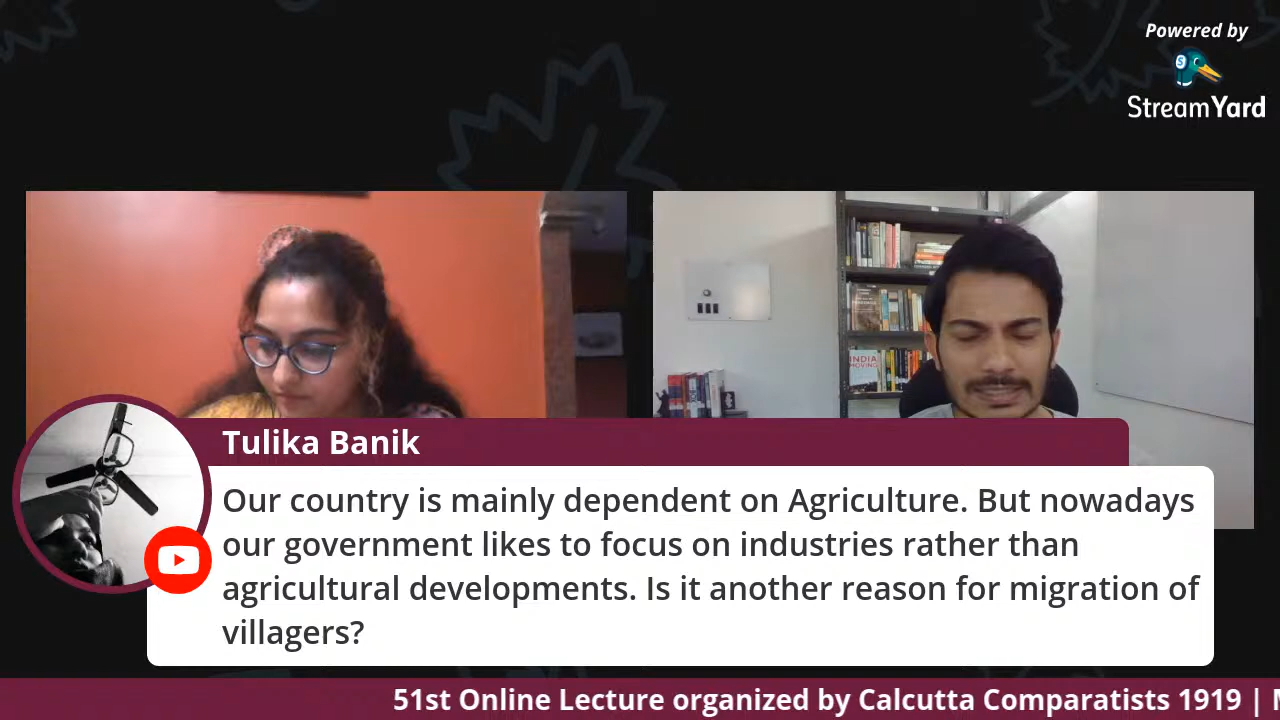 Powered by
StreamYard
INDIA
MOVING
Tulika Banik
Our country is mainly dependent on Agriculture. But nowadays
our government likes to focus on industries rather than
agricultural developments. Is it another reason for migration of
villagers?
51st Online Lecture organized by Calcutta Comparatists 1919 |